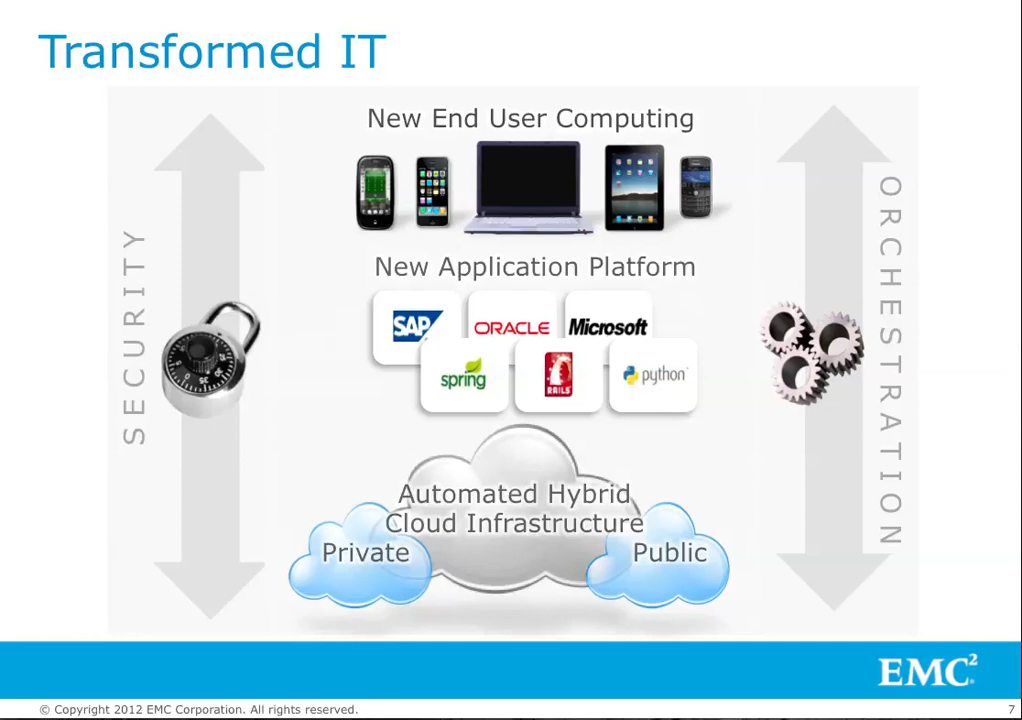 Transformed IT
New End User Computing
SECURITY
ORCHESTRATION
New Application Platform
SAP
ORACLE
Microsoft
spring
RAILS
python
Automated Hybrid
Cloud Infrastructure
Private
Public
EMC²
© Copyright 2012 EMC Corporation. All rights reserved.
7